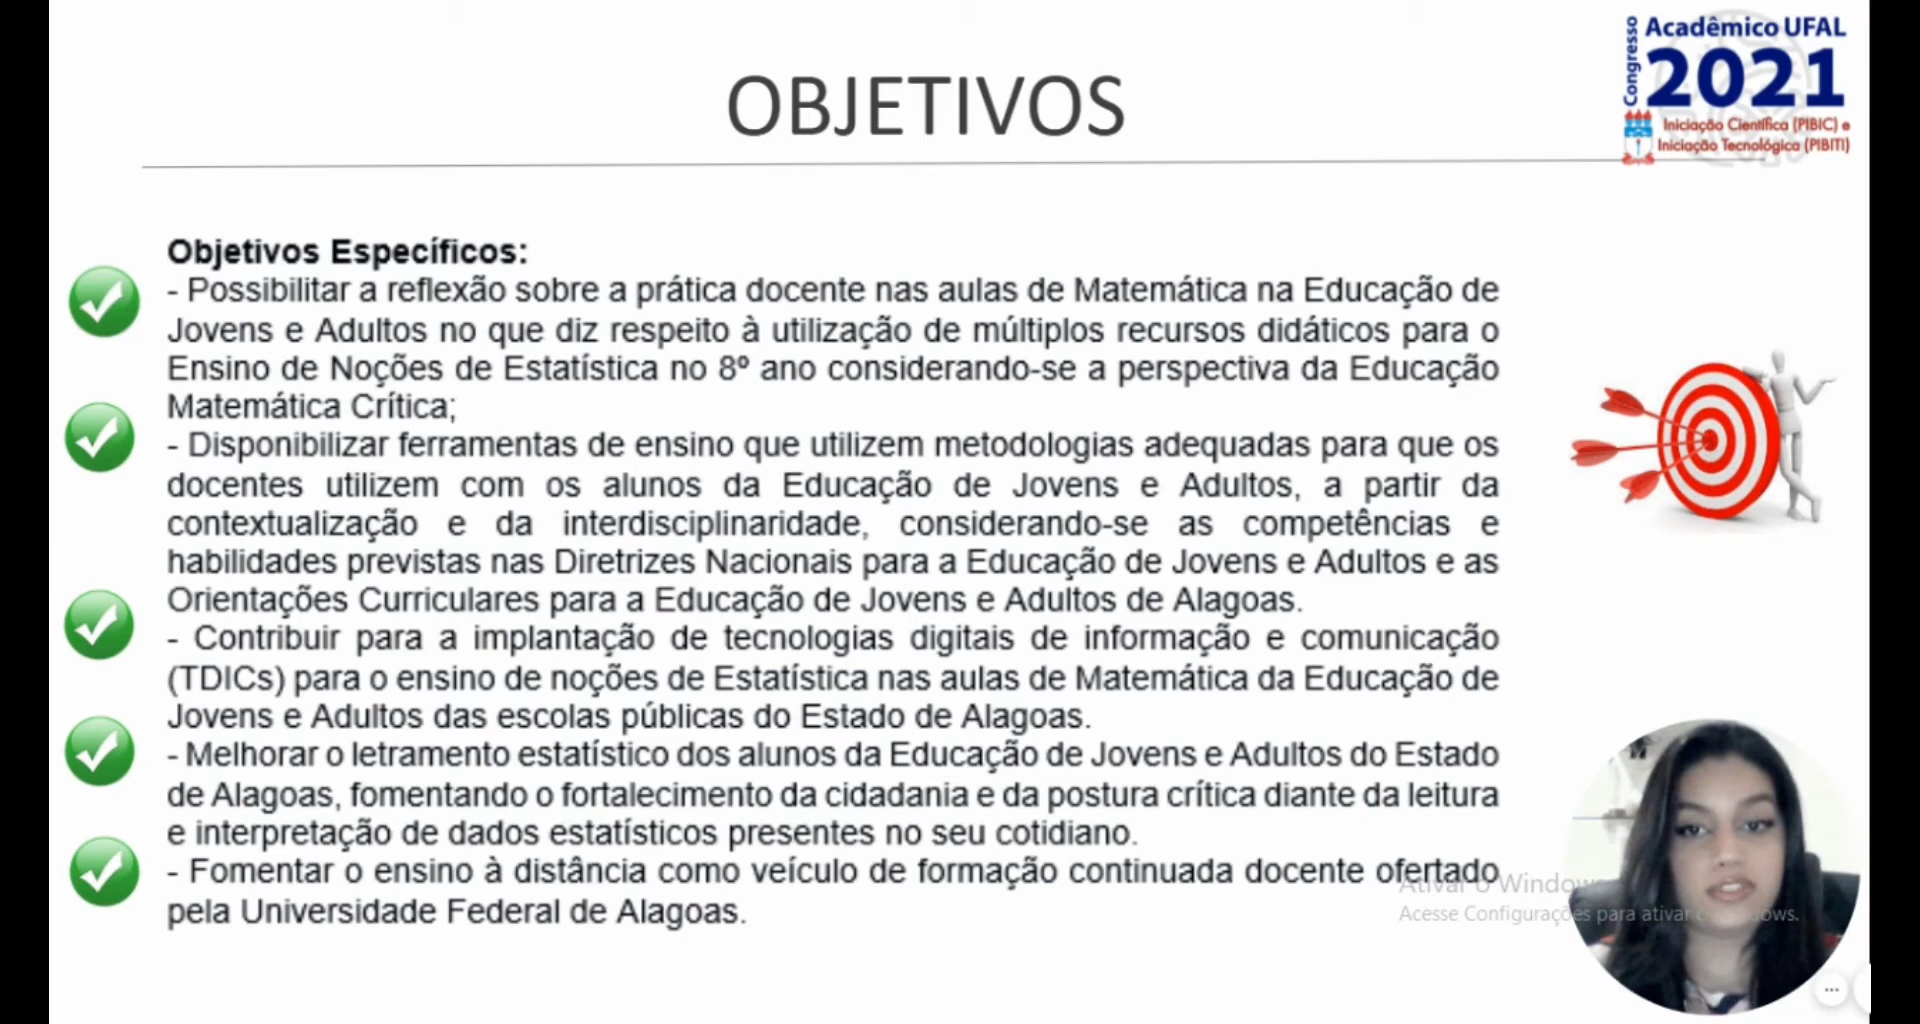 Congresso
Acadêmico UFAL
2021
Iniciação Científica (PIBIC) e
Iniciação Tecnológica (PIBITI)
OBJETIVOS
Objetivos Específicos:
- Possibilitar a reflexão sobre a prática docente nas aulas de Matemática na Educação de
Jovens e Adultos no que diz respeito à utilização de múltiplos recursos didáticos para o
Ensino de Noções de Estatística no 8º ano considerando-se a perspectiva da Educação
Matemática Crítica;
- Disponibilizar ferramentas de ensino que utilizem metodologias adequadas para que os
docentes utilizem com os alunos da Educação de Jovens e Adultos, a partir da
contextualização e da interdisciplinaridade, considerando-se as competências e
habilidades previstas nas Diretrizes Nacionais para a Educação de Jovens e Adultos e as
Orientações Curriculares para a Educação de Jovens e Adultos de Alagoas.
- Contribuir para a implantação de tecnologias digitais de informação e comunicação
(TDICs) para o ensino de noções de Estatística nas aulas de Matemática da Educação de
Jovens e Adultos das escolas públicas do Estado de Alagoas.
- Melhorar o letramento estatístico dos alunos da Educação de Jovens e Adultos do Estado
de Alagoas, fomentando o fortalecimento da cidadania e da postura crítica diante da leitura
e interpretação de dados estatísticos presentes no seu cotidiano.
- Fomentar o ensino à distância como veículo de formação continuada docente ofertado
pela Universidade Federal de Alagoas.
Ativar o Windows
Acesse Configurações para ativar o Windows.